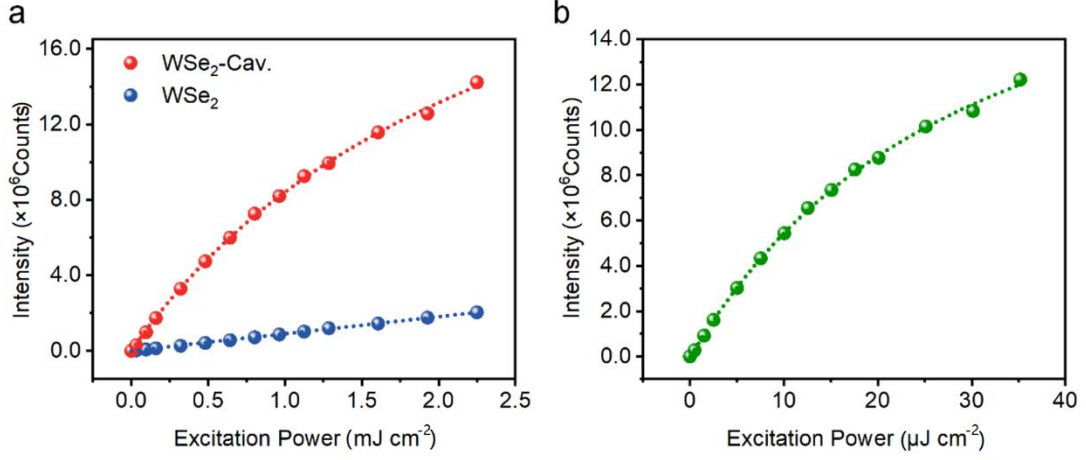 a
16.0
12.0
8.0
4.0
0.0
Intensity (×10⁶Counts)
WSe₂-Cav.
WSe₂
0.0 0.5 1.0 1.5 2.0 2.5
Excitation Power (mJ cm⁻²)
b
14.0
12.0
10.0
8.0
6.0
4.0
2.0
0.0
Intensity (×10⁶Counts)
0 10 20 30 40
Excitation Power (μJ cm⁻²)